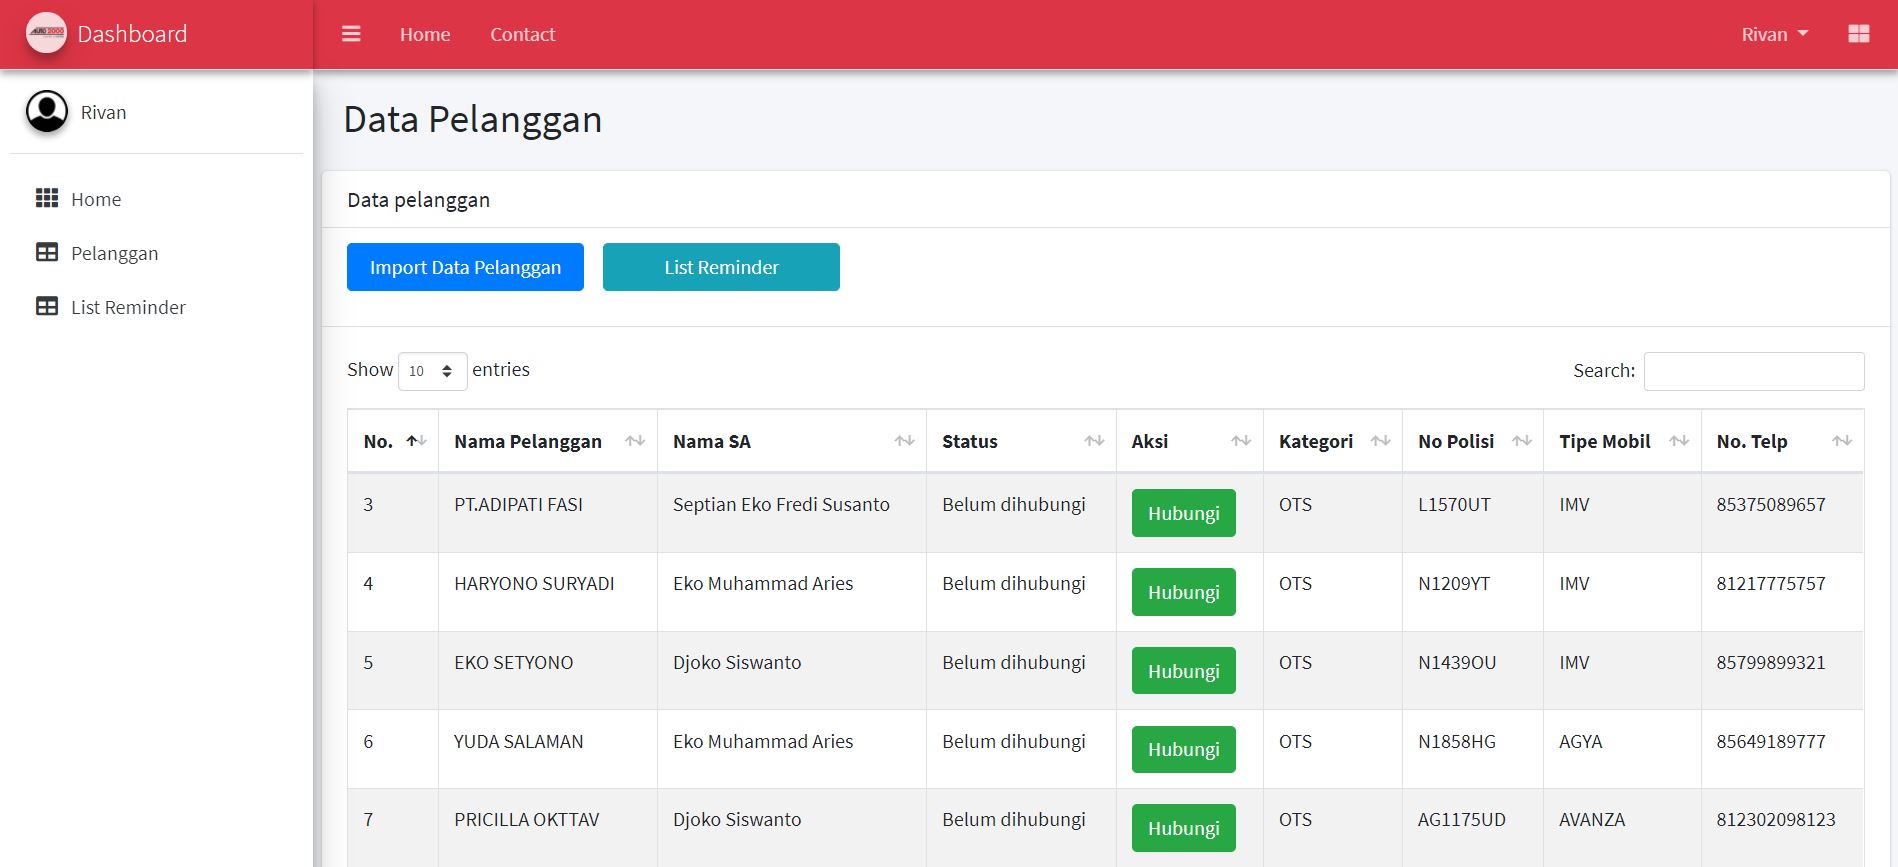 AUTO 2000 Dashboard Home Contact Rivan
Rivan
Home
Pelanggan
List Reminder
Data Pelanggan
Data pelanggan
Import Data Pelanggan List Reminder
Show 10 entries Search:
No. Nama Pelanggan Nama SA Status Aksi Kategori No Polisi Tipe Mobil No. Telp
3 PT.ADIPATI FASI Septian Eko Fredi Susanto Belum dihubungi Hubungi OTS L1570UT IMV 85375089657
4 HARYONO SURYADI Eko Muhammad Aries Belum dihubungi Hubungi OTS N1209YT IMV 81217775757
5 EKO SETYONO Djoko Siswanto Belum dihubungi Hubungi OTS N1439OU IMV 85799899321
6 YUDA SALAMAN Eko Muhammad Aries Belum dihubungi Hubungi OTS N1858HG AGYA 85649189777
7 PRICILLA OKTTAV Djoko Siswanto Belum dihubungi Hubungi OTS AG1175UD AVANZA 812302098123